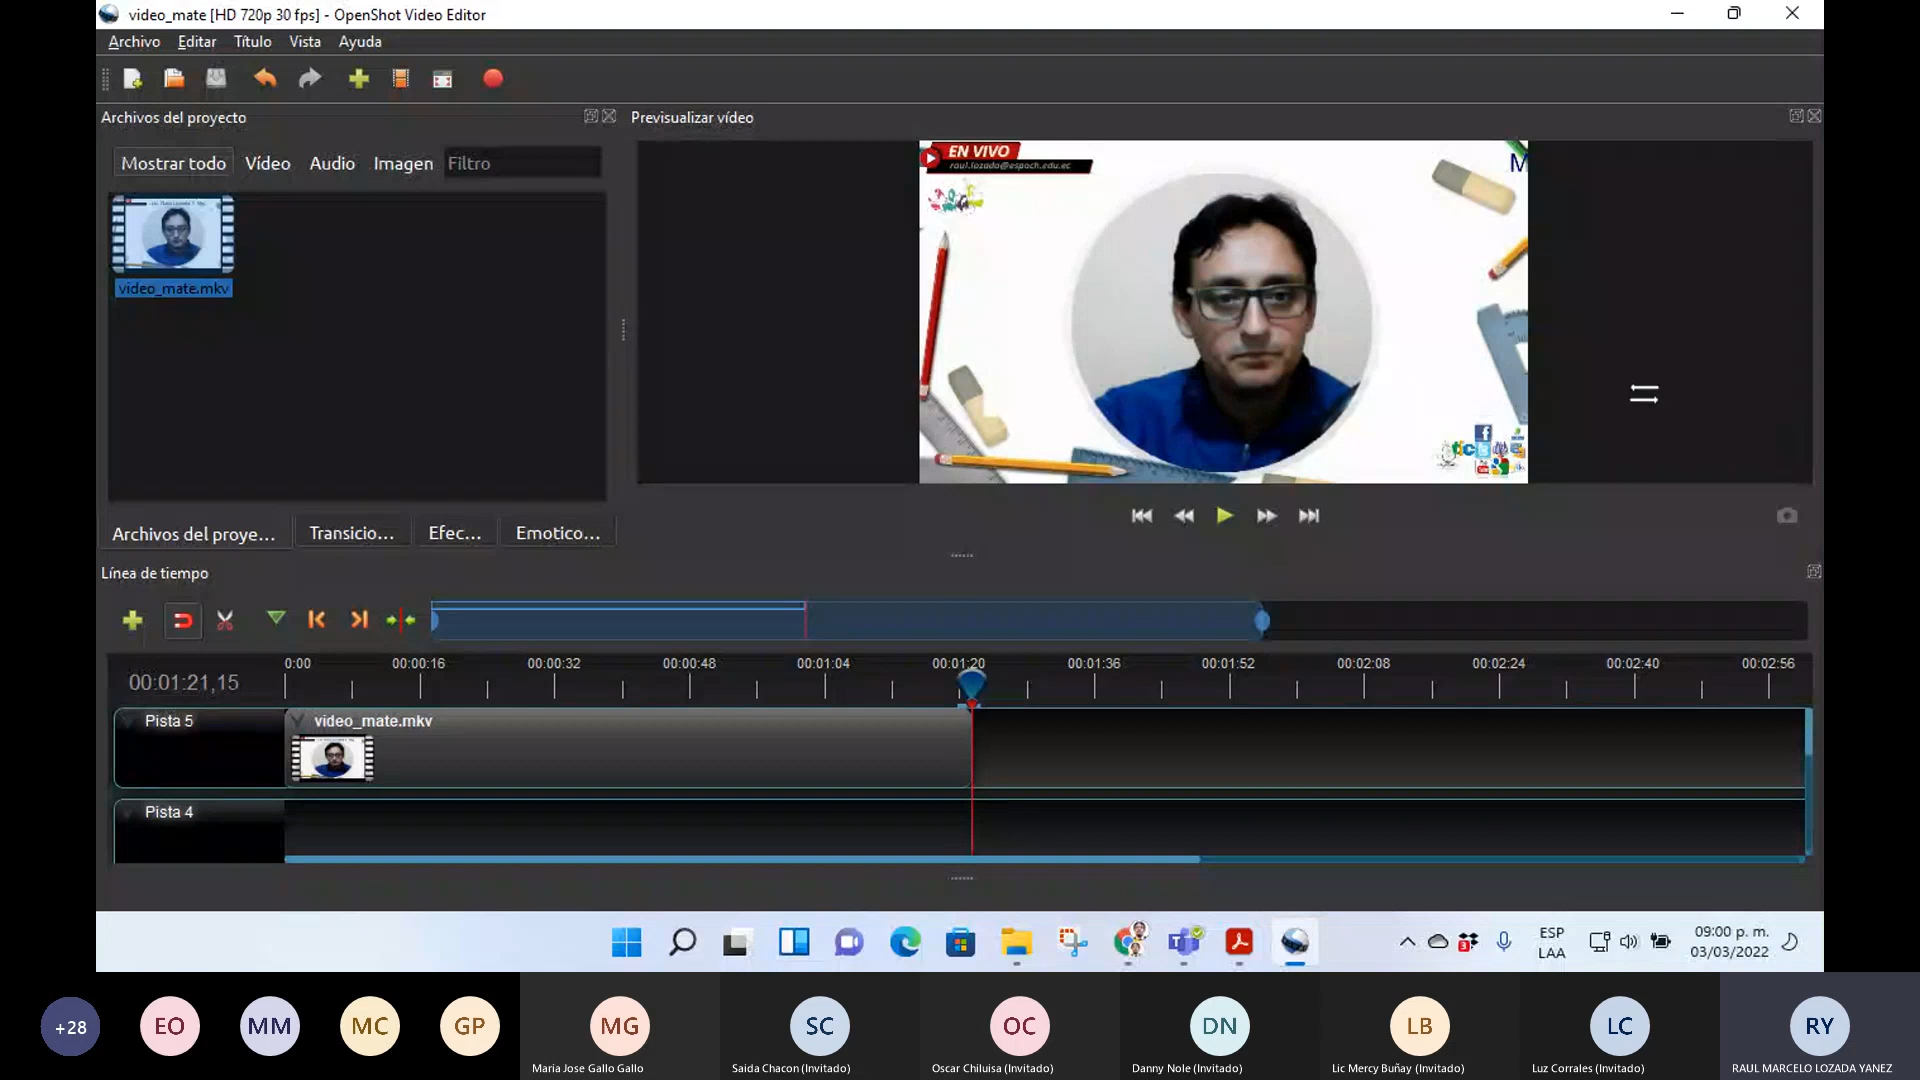 video_mate [HD 720p 30 fps] - OpenShot Video Editor
Archivo Editar Título Vista Ayuda
Archivos del proyecto
Previsualizar vídeo
Mostrar todo Vídeo Audio Imagen Filtro
video_mate.mkv
EN VIVO
raul.lozada@espoch.edu.ec
M
Archivos del proye... Transicio... Efec... Emotico...
Línea de tiempo
0:00 00:00:16 00:00:32 00:00:48 00:01:04 00:01:20 00:01:36 00:01:52 00:02:08 00:02:24 00:02:40 00:02:56
00:01:21,15
Pista 5
video_mate.mkv
Pista 4
ESP
LAA
09:00 p. m.
03/03/2022
+28 EO MM MC GP MG SC OC DN LB LC RY
Maria Jose Gallo Gallo
Saida Chacon (Invitado)
Oscar Chiluisa (Invitado)
Danny Nole (Invitado)
Lic Mercy Buñay (Invitado)
Luz Corrales (Invitado)
RAUL MARCELO LOZADA YANEZ